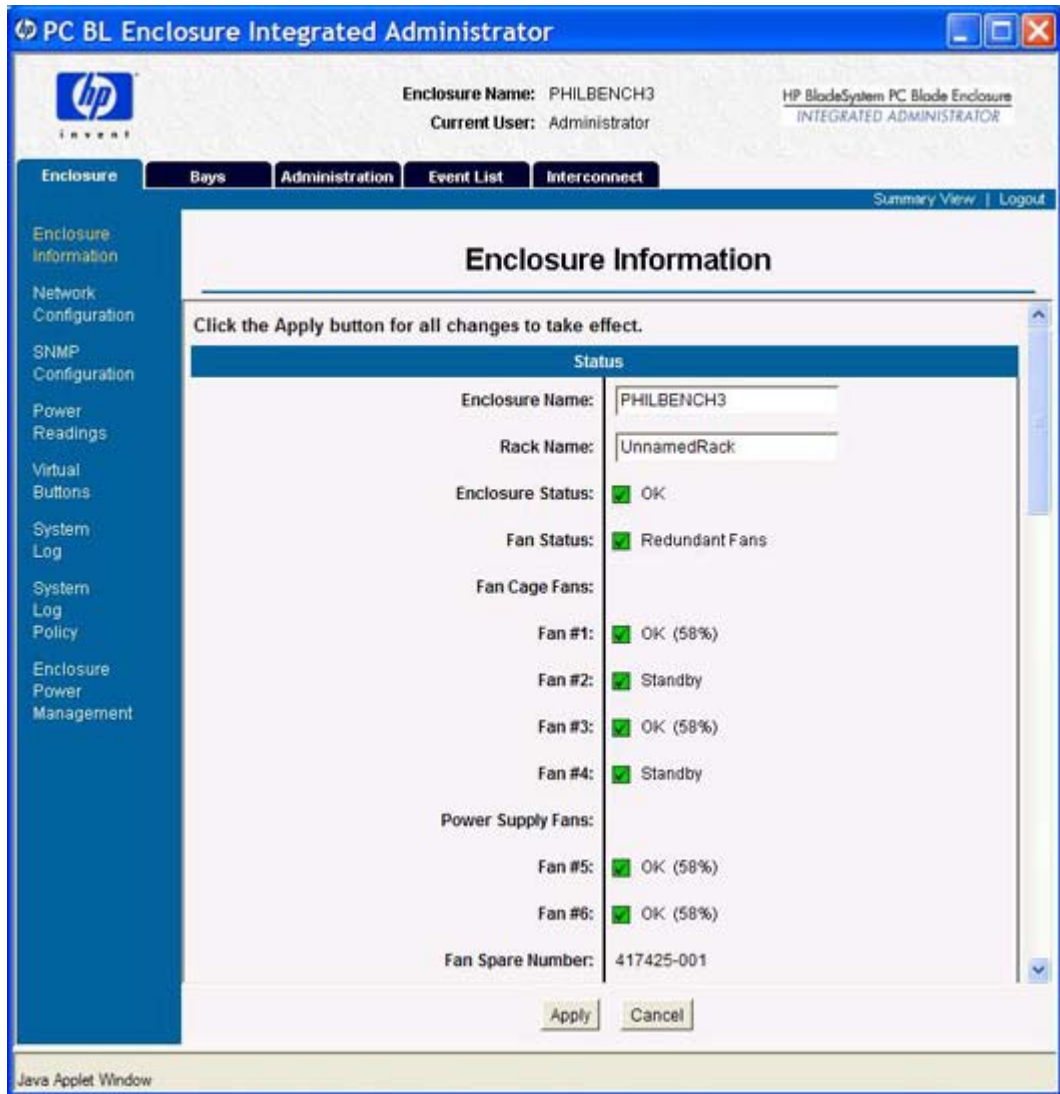 PC BL Enclosure Integrated Administrator
hp
invent
Enclosure Name: PHILBENCH3
Current User: Administrator
HP BladeSystem PC Blade Enclosure
INTEGRATED ADMINISTRATOR
Enclosure Bays Administration Event List Interconnect
Summary View | Logout
Enclosure
Information
Network
Configuration
SNMP
Configuration
Power
Readings
Virtual
Buttons
System
Log
System
Log
Policy
Enclosure
Power
Management
Enclosure Information
Click the Apply button for all changes to take effect.
Status
Enclosure Name: PHILBENCH3
Rack Name: UnnamedRack
Enclosure Status: OK
Fan Status: Redundant Fans
Fan Cage Fans:
Fan #1: OK (58%)
Fan #2: Standby
Fan #3: OK (58%)
Fan #4: Standby
Power Supply Fans:
Fan #5: OK (58%)
Fan #6: OK (58%)
Fan Spare Number: 417425-001
Apply Cancel
Java Applet Window